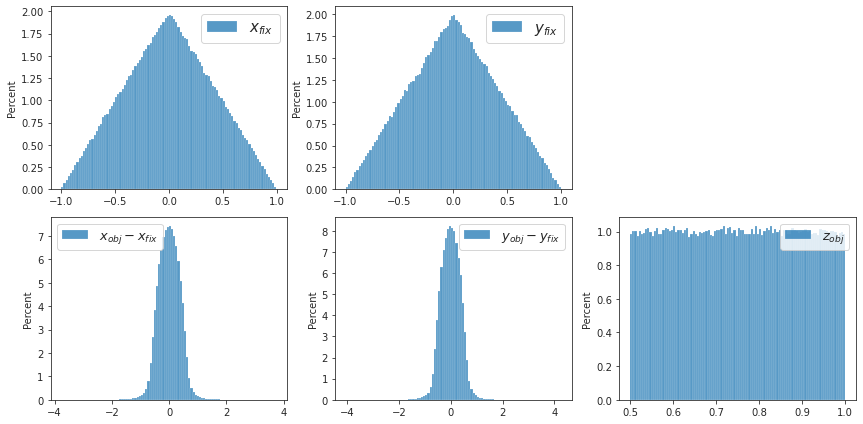 2.00
1.75
1.50
1.25
1.00
0.75
0.50
0.25
0.00
Percent
x_fix
−1.0 −0.5 0.0 0.5 1.0
2.00
1.75
1.50
1.25
1.00
0.75
0.50
0.25
0.00
Percent
y_fix
−1.0 −0.5 0.0 0.5 1.0
7
6
5
4
3
2
1
0
Percent
x_obj − x_fix
−4 −2 0 2 4
8
7
6
5
4
3
2
1
0
Percent
y_obj − y_fix
−4 −2 0 2 4
1.0
0.8
0.6
0.4
0.2
0.0
Percent
z_obj
0.5 0.6 0.7 0.8 0.9 1.0